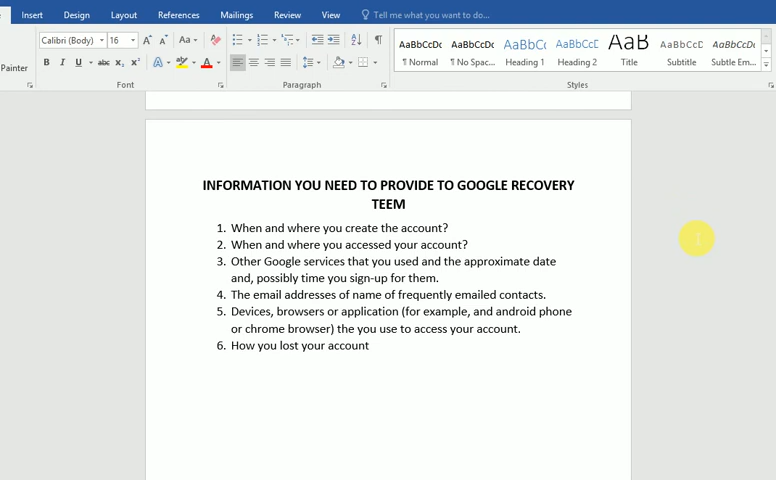 Insert Design Layout References Mailings Review View Tell me what you want to do...
Painter
Calibri (Body) 16 Aa
AaBbCcDc AaBbCcDc AaBbCc AaBbCcD AaB AaBbCcD AaBbCcDc
B I U abc x₂ x² A A
¶ Normal ¶ No Spac... Heading 1 Heading 2 Title Subtitle Subtle Em...
Font Paragraph Styles
INFORMATION YOU NEED TO PROVIDE TO GOOGLE RECOVERY
TEEM
1. When and where you create the account?
2. When and where you accessed your account?
3. Other Google services that you used and the approximate date
and, possibly time you sign-up for them.
4. The email addresses of name of frequently emailed contacts.
5. Devices, browsers or application (for example, and android phone
or chrome browser) the you use to access your account.
6. How you lost your account